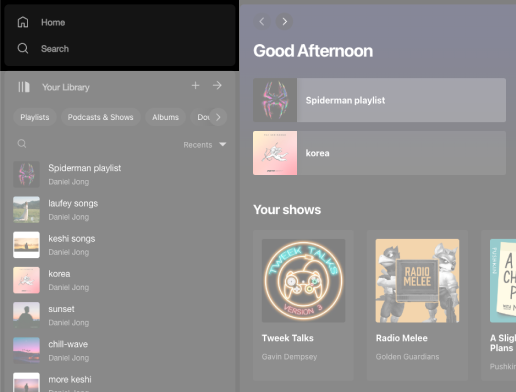 Home
Search
Your Library
Playlists
Podcasts & Shows
Albums
Recents
Spiderman playlist
Daniel Jong
laufey songs
Daniel Jong
keshi songs
Daniel Jong
korea
Daniel Jong
sunset
Daniel Jong
chill-wave
Daniel Jong
more keshi
Good Afternoon
Spiderman playlist
korea
Your shows
TWEEK TALKS
VERSION 3
Tweek Talks
Gavin Dempsey
RADIO
MELEE
Radio Melee
Golden Guardians
A
CH
P
A Slig
Plans
Pushkin